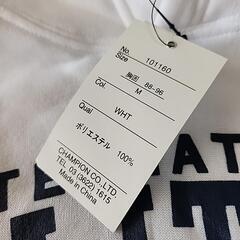 No. 101160
Size
胸囲 88-96
Col. M
Qual WHT
ポリエステル 100%
CHAMPION CO.,LTD.
TEL 03 (3622) 1615
Made in China